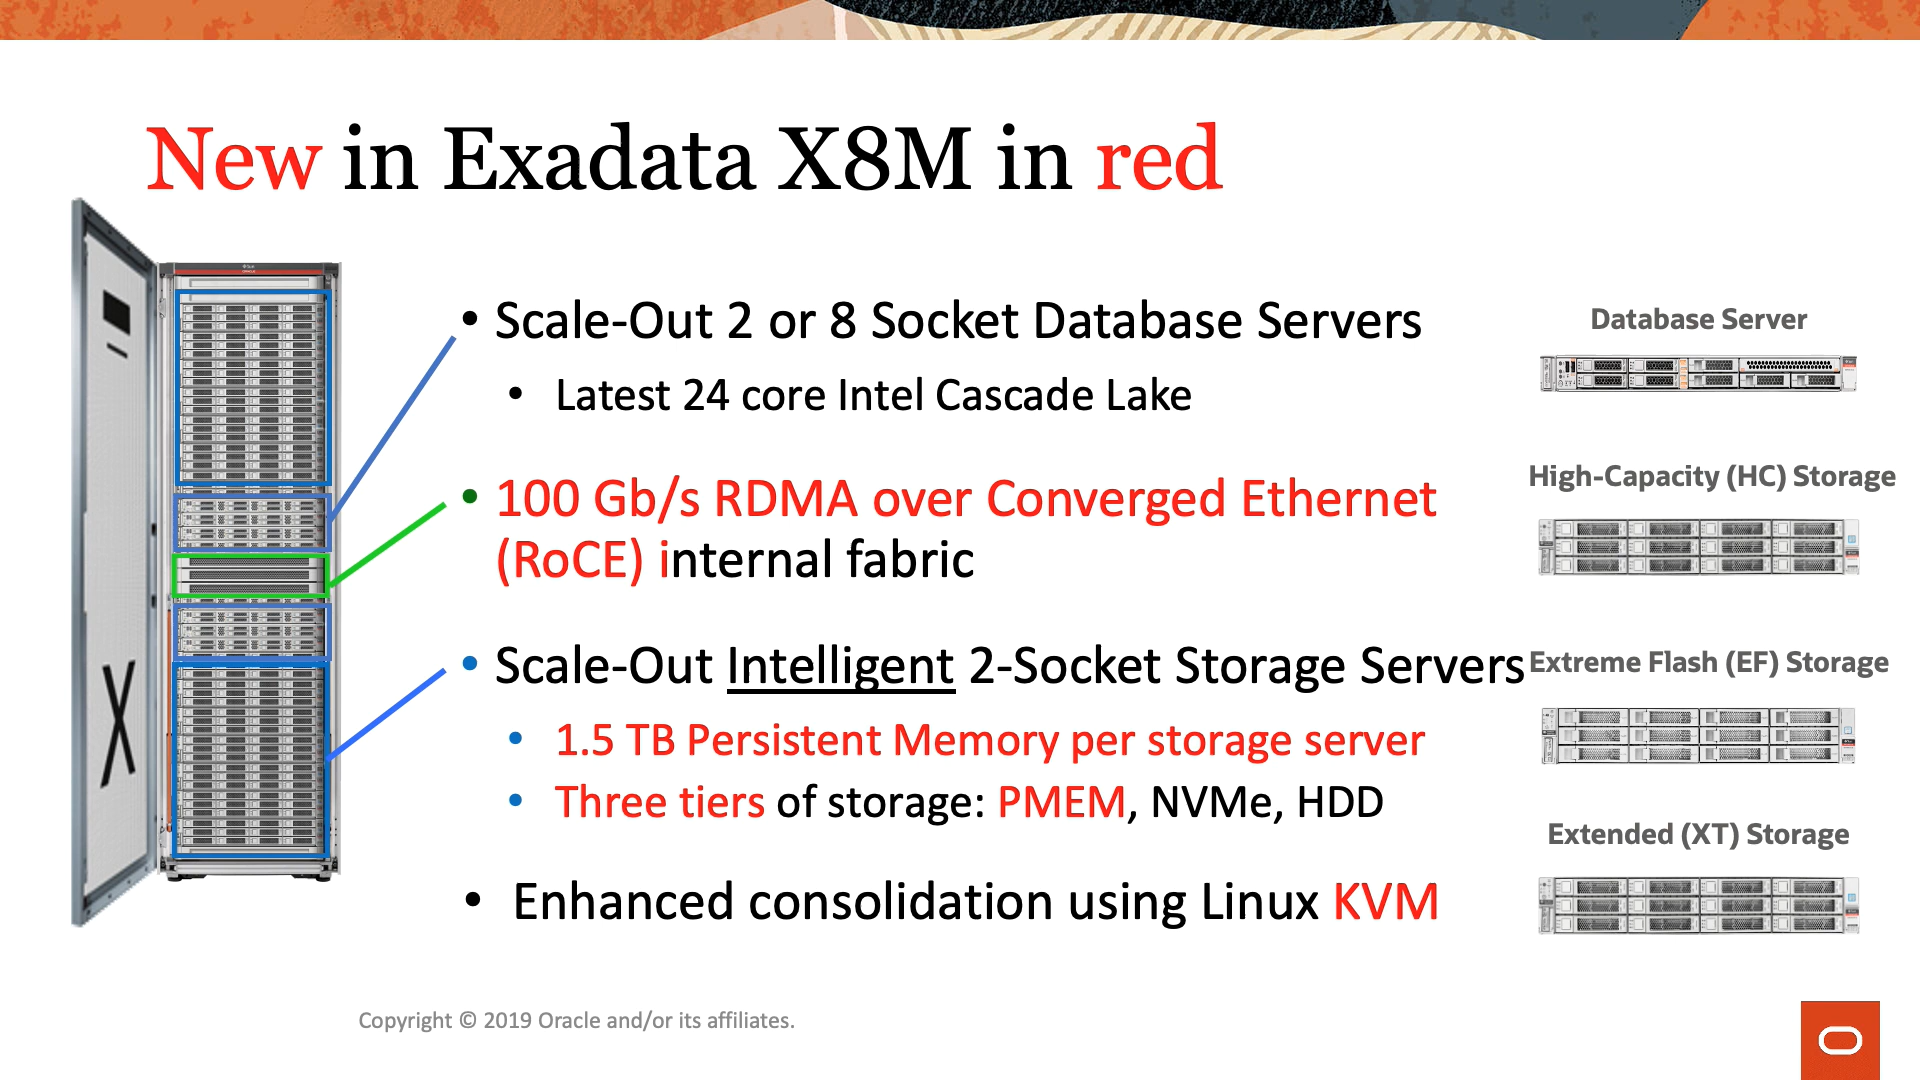 New in Exadata X8M in red
• Scale-Out 2 or 8 Socket Database Servers
• Latest 24 core Intel Cascade Lake
• 100 Gb/s RDMA over Converged Ethernet
(RoCE) internal fabric
• Scale-Out Intelligent 2-Socket Storage Servers
• 1.5 TB Persistent Memory per storage server
• Three tiers of storage: PMEM, NVMe, HDD
• Enhanced consolidation using Linux KVM
Database Server
High-Capacity (HC) Storage
Extreme Flash (EF) Storage
Extended (XT) Storage
X
Copyright © 2019 Oracle and/or its affiliates.